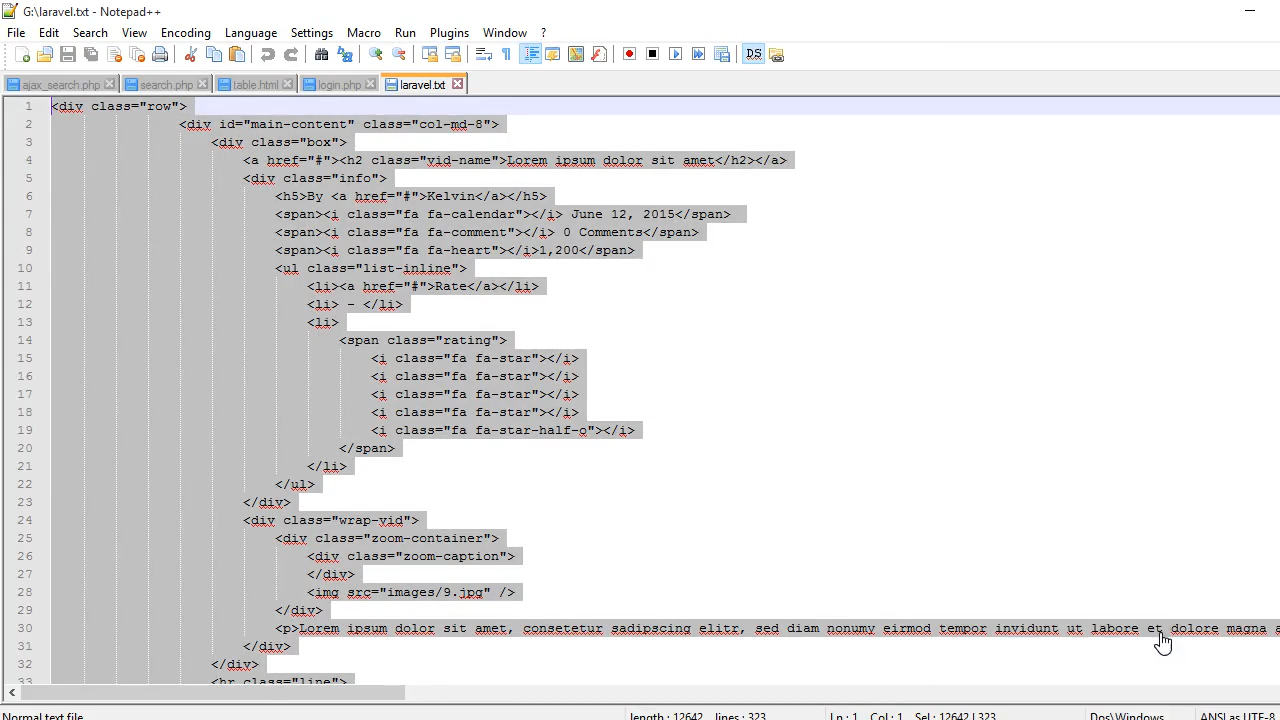 G:\laravel.txt - Notepad++
File Edit Search View Encoding Language Settings Macro Run Plugins Window ?
DS
ajax_search.php search.php table.html login.php laravel.txt
1 <div class="row">
2 <div id="main-content" class="col-md-8">
3 <div class="box">
4 <a href="#"><h2 class="vid-name">Lorem ipsum dolor sit amet</h2></a>
5 <div class="info">
6 <h5>By <a href="#">Kelvin</a></h5>
7 <span><i class="fa fa-calendar"></i> June 12, 2015</span>
8 <span><i class="fa fa-comment"></i> 0 Comments</span>
9 <span><i class="fa fa-heart"></i>1,200</span>
10 <ul class="list-inline">
11 <li><a href="#">Rate</a></li>
12 <li> - </li>
13 <li>
14 <span class="rating">
15 <i class="fa fa-star"></i>
16 <i class="fa fa-star"></i>
17 <i class="fa fa-star"></i>
18 <i class="fa fa-star"></i>
19 <i class="fa fa-star-half-o"></i>
20 </span>
21 </li>
22 </ul>
23 </div>
24 <div class="wrap-vid">
25 <div class="zoom-container">
26 <div class="zoom-caption">
27 </div>
28 <img src="images/9.jpg" />
29 </div>
30 <p>Lorem ipsum dolor sit amet, consetetur sadipscing elitr, sed diam nonumy eirmod tempor invidunt ut labore et dolore magna a
31 </div>
32 </div>
33 <hr class="line">
Normal text file length : 12642 lines : 323 Ln : 1 Col : 1 Sel : 12642 | 323 Dos\Windows ANSI as UTF-8